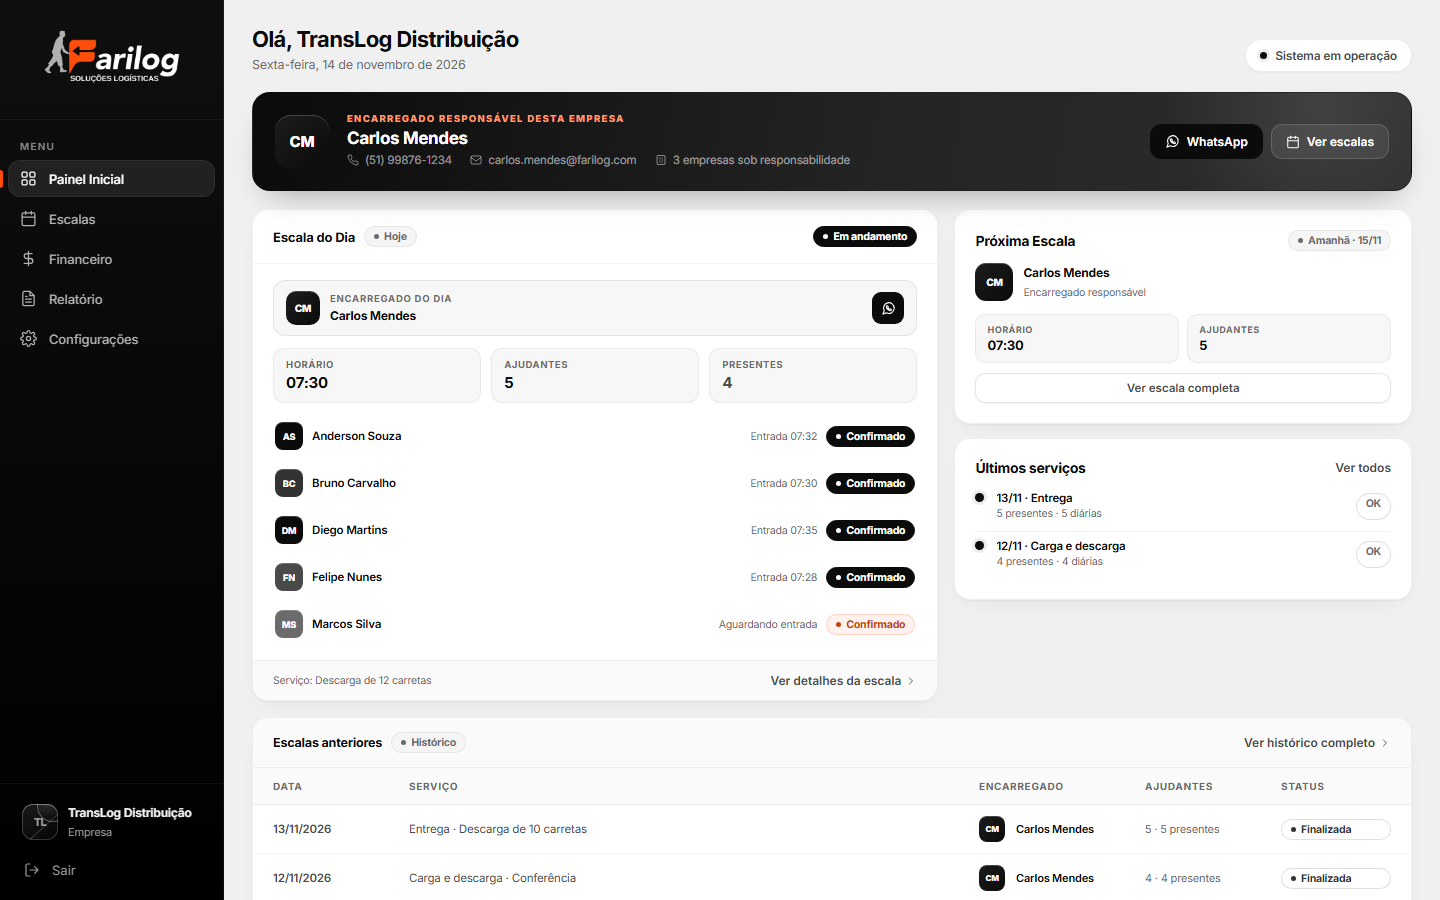 Farilog
SOLUÇÕES LOGÍSTICAS
MENU
Painel Inicial
Escalas
Financeiro
Relatório
Configurações
TL
TransLog Distribuição
Empresa
Sair
Olá, TransLog Distribuição
Sexta-feira, 14 de novembro de 2026
Sistema em operação
CM
ENCARREGADO RESPONSÁVEL DESTA EMPRESA
Carlos Mendes
(51) 99876-1234 carlos.mendes@farilog.com 3 empresas sob responsabilidade
WhatsApp
Ver escalas
Escala do Dia
Hoje
Em andamento
CM
ENCARREGADO DO DIA
Carlos Mendes
HORÁRIO
07:30
AJUDANTES
5
PRESENTES
4
AS Anderson Souza Entrada 07:32 Confirmado
BC Bruno Carvalho Entrada 07:30 Confirmado
DM Diego Martins Entrada 07:35 Confirmado
FN Felipe Nunes Entrada 07:28 Confirmado
MS Marcos Silva Aguardando entrada Confirmado
Serviço: Descarga de 12 carretas
Ver detalhes da escala
Próxima Escala
Amanhã · 15/11
CM
Carlos Mendes
Encarregado responsável
HORÁRIO
07:30
AJUDANTES
5
Ver escala completa
Últimos serviços
Ver todos
13/11 · Entrega
5 presentes · 5 diárias
OK
12/11 · Carga e descarga
4 presentes · 4 diárias
OK
Escalas anteriores
Histórico
Ver histórico completo
DATA SERVIÇO ENCARREGADO AJUDANTES STATUS
13/11/2026 Entrega · Descarga de 10 carretas CM Carlos Mendes 5 · 5 presentes Finalizada
12/11/2026 Carga e descarga · Conferência CM Carlos Mendes 4 · 4 presentes Finalizada